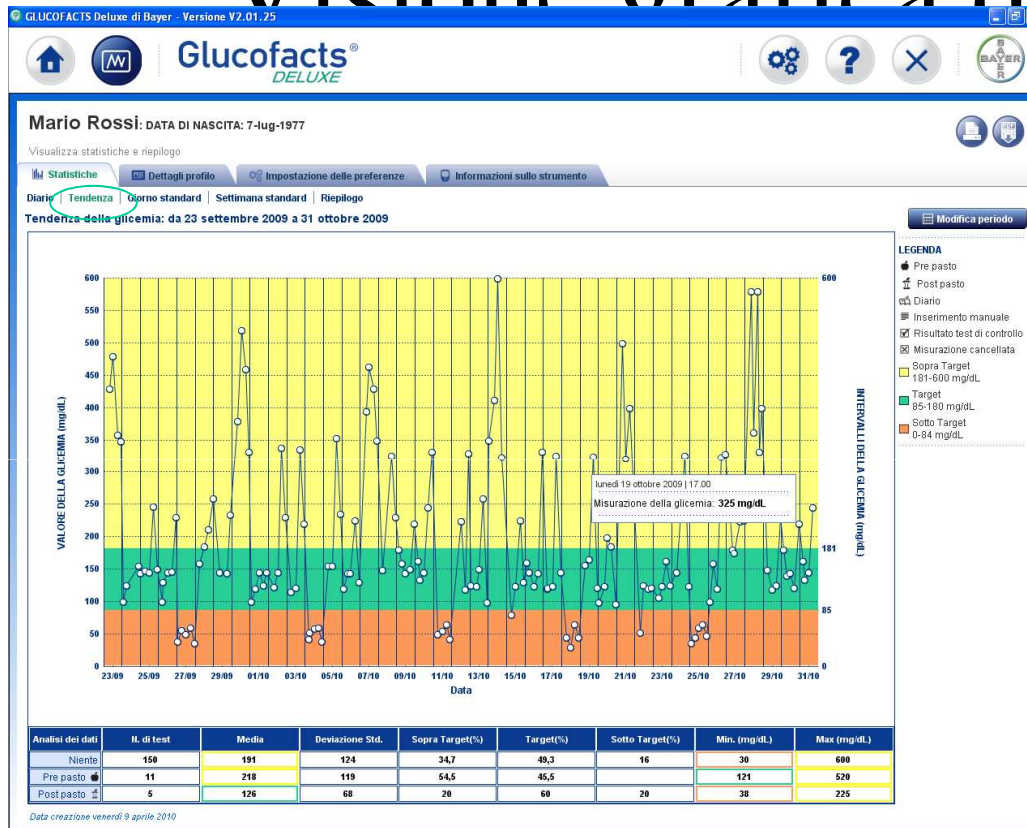 GLUCOFACTS Deluxe di Bayer - Versione V2.01.25
Glucofacts®
DELUXE
BAYER
BAYER
Mario Rossi: DATA DI NASCITA: 7-lug-1977
Visualizza statistiche e riepilogo
Statistiche Dettagli profilo Impostazione delle preferenze Informazioni sullo strumento
Diario | Tendenza | Giorno standard | Settimana standard | Riepilogo
Tendenza della glicemia: da 23 settembre 2009 a 31 ottobre 2009
Modifica periodo
LEGENDA
Pre pasto
Post pasto
Diario
Inserimento manuale
Risultato test di controllo
Misurazione cancellata
Sopra Target
181-600 mg/dL
Target
85-180 mg/dL
Sotto Target
0-84 mg/dL
VALORE DELLA GLICEMIA (mg/dL)
600
550
500
450
400
350
300
250
200
150
100
50
0
lunedì 19 ottobre 2009 | 17.00
Misurazione della glicemia: 325 mg/dL
600
181
85
0
INTERVALLI DELLA GLICEMIA (mg/dL)
23/09 25/09 27/09 29/09 01/10 03/10 05/10 07/10 09/10 11/10 13/10 15/10 17/10 19/10 21/10 23/10 25/10 27/10 29/10 31/10
Data
Analisi dei dati N. di test Media Deviazione Std. Sopra Target(%) Target(%) Sotto Target(%) Min. (mg/dL) Max (mg/dL)
Niente 150 191 124 34,7 49,3 16 30 600
Pre pasto 11 218 119 54,5 45,5 121 520
Post pasto 5 126 68 20 60 20 38 225
Data creazione venerdì 9 aprile 2010